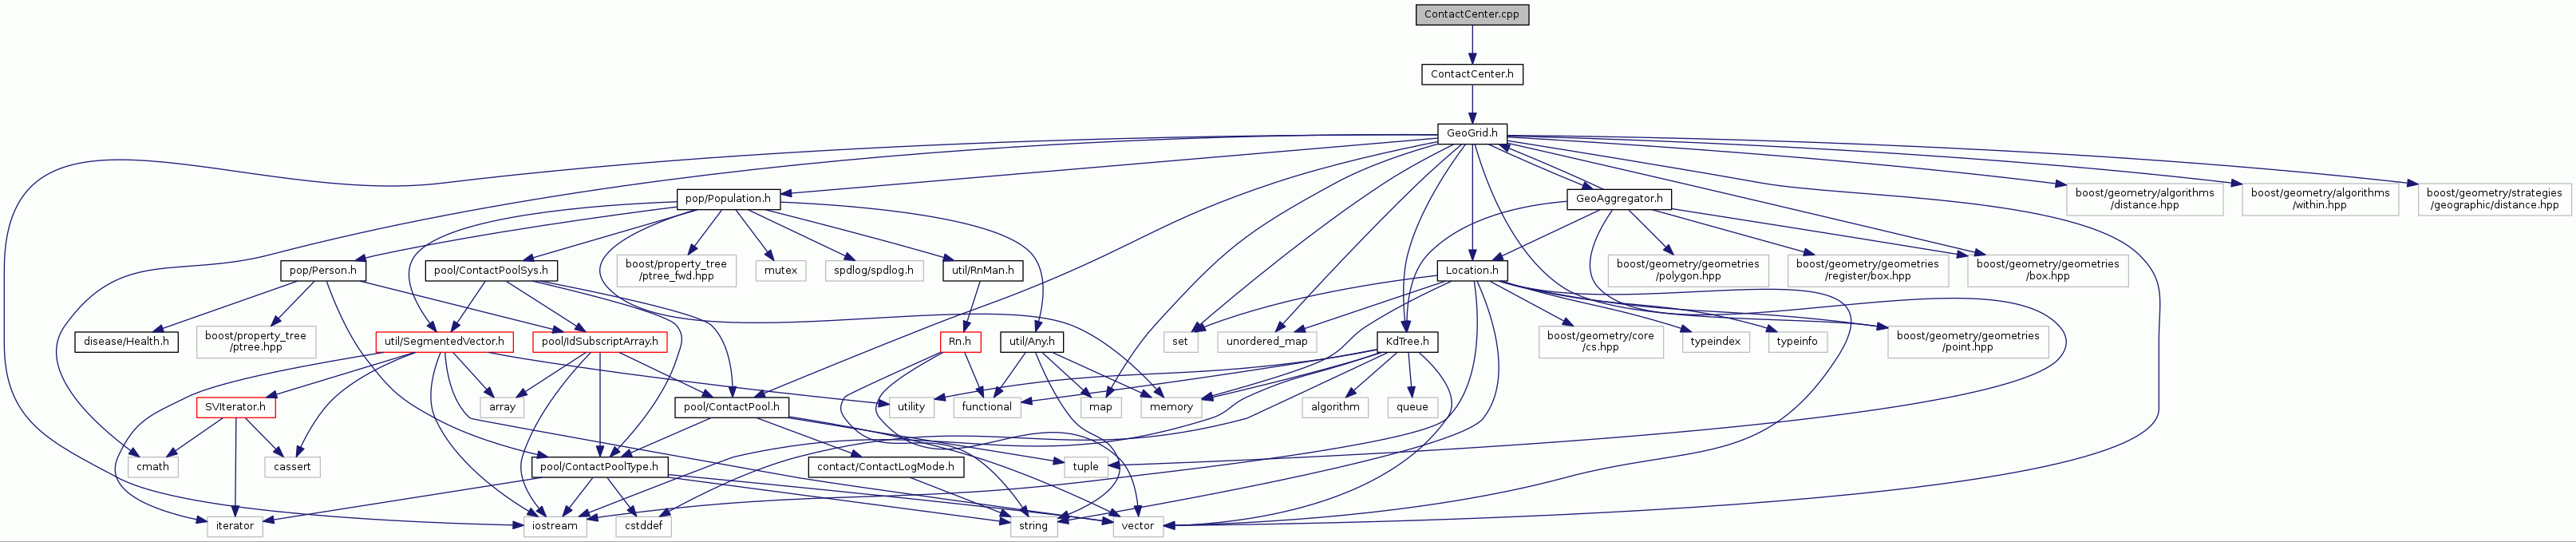 ContactCenter.cpp
ContactCenter.h
GeoGrid.h
pop/Population.h
GeoAggregator.h
boost/geometry/algorithms
/distance.hpp
boost/geometry/algorithms
/within.hpp
boost/geometry/strategies
/geographic/distance.hpp
pop/Person.h
pool/ContactPoolSys.h
boost/property_tree
/ptree_fwd.hpp
mutex
spdlog/spdlog.h
util/RnMan.h
Location.h
boost/geometry/geometries
/polygon.hpp
boost/geometry/geometries
/register/box.hpp
boost/geometry/geometries
/box.hpp
disease/Health.h
boost/property_tree
/ptree.hpp
util/SegmentedVector.h
pool/IdSubscriptArray.h
Rn.h
util/Any.h
set
unordered_map
KdTree.h
boost/geometry/core
/cs.hpp
typeindex
typeinfo
boost/geometry/geometries
/point.hpp
SVIterator.h
array
pool/ContactPool.h
utility
functional
map
memory
algorithm
queue
cmath
cassert
pool/ContactPoolType.h
contact/ContactLogMode.h
tuple
iterator
iostream
cstddef
string
vector